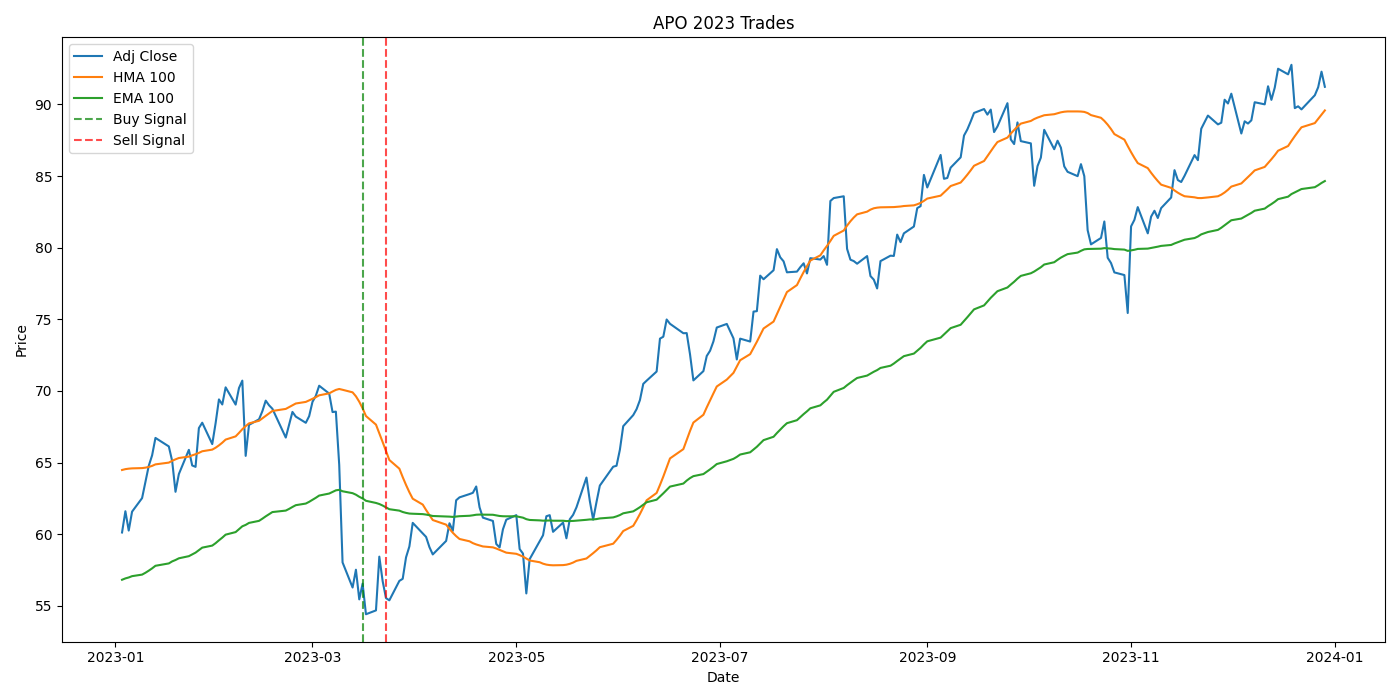 APO 2023 Trades
Adj Close
HMA 100
EMA 100
Buy Signal
Sell Signal
Price
90
85
80
75
70
65
60
55
2023-01
2023-03
2023-05
2023-07
2023-09
2023-11
2024-01
Date